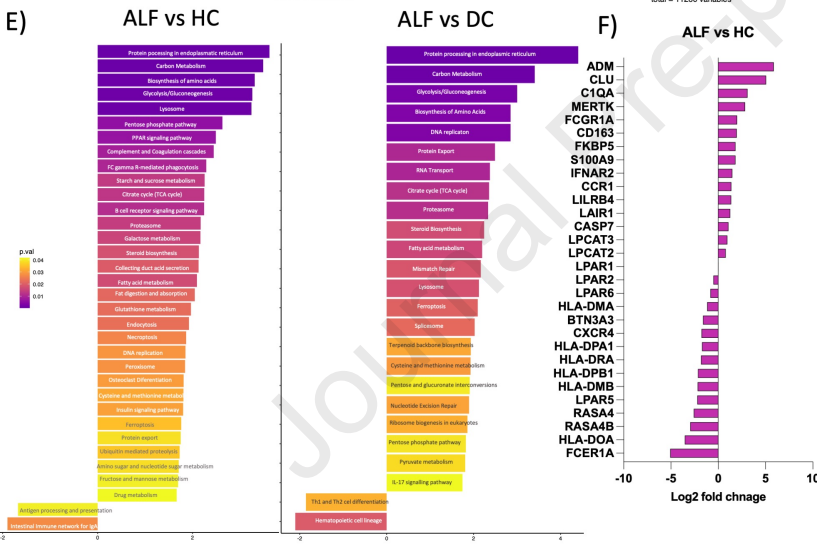 total = 11200 variables
E)
ALF vs HC
Protein pocessing in endoplasmatic reticulum
Carbon Metabolism
Biosynthesis of amino acids
Glycolysis/Gluconeogenesis
Lysosome
Pentose phosphate pathway
PPAR signaling pathway
Complement and Coagulation cascades
FC gamma R-mediated phagocytosis
Starch and sucrose metabolism
Citrate cycle (TCA cycle)
B cell receptor signaling pathway
Proteasome
Galactose metabolism
Steroid biosynthesis
Collecting duct acid secretion
Fatty acid metabolism
Fat digestion and absorption
Glutathione metabolism
Endocytosis
Necroptosis
DNA replication
Peroxsome
Osteoclast Diferentiation
Cysteine and methionine metabol
Insulin signaling pathway
Ferroptosis
Protein export
Ubiquitin mediated proteolysis
Amino sugar and nucleotide sugar metabolism
Fructose and mannose metabolism
Drug metabolism
Antigen processing and presentation
Intestinal immune network for IgA
-2
0
2
p.val
0.04
0.03
0.02
0.01
ALF vs DC
Protein processing in endoplasmic reticulum
Carbon Metabolism
Glycolysis/Gluconeogenesis
Biosynthesis of Amino Acids
DNA replicaton
Protein Export
RNA Transport
Citrate cycle (TCA cycle)
Proteasome
Steroid Biosynthesis
Fatty acid metabolism
Mismatch Repair
Lysosome
Ferroptosis
Splicosome
Terpenoid backbone biosynthesis
Cysteine and methionine metabolism
Pentose and glucuronate interconversions
Nucleotide Excision Repair
Ribosome biogenesis in eukaryotes
Pentose phosphate pathway
Pyruvate metabolism
IL-17 signalling pathway
Th1 and Th2 cel differentiation
Hematopoietic cell lineage
-2
0
2
4
F)
ALF vs HC
ADM
CLU
C1QA
MERTK
FCGR1A
CD163
FKBP5
S100A9
IFNAR2
CCR1
LILRB4
LAIR1
CASP7
LPCAT3
LPCAT2
LPAR1
LPAR2
LPAR6
HLA-DMA
BTN3A3
CXCR4
HLA-DPA1
HLA-DRA
HLA-DPB1
HLA-DMB
LPAR5
RASA4
RASA4B
HLA-DOA
FCER1A
-10
-5
0
5
10
Log2 fold chnage
Journal Pre-p